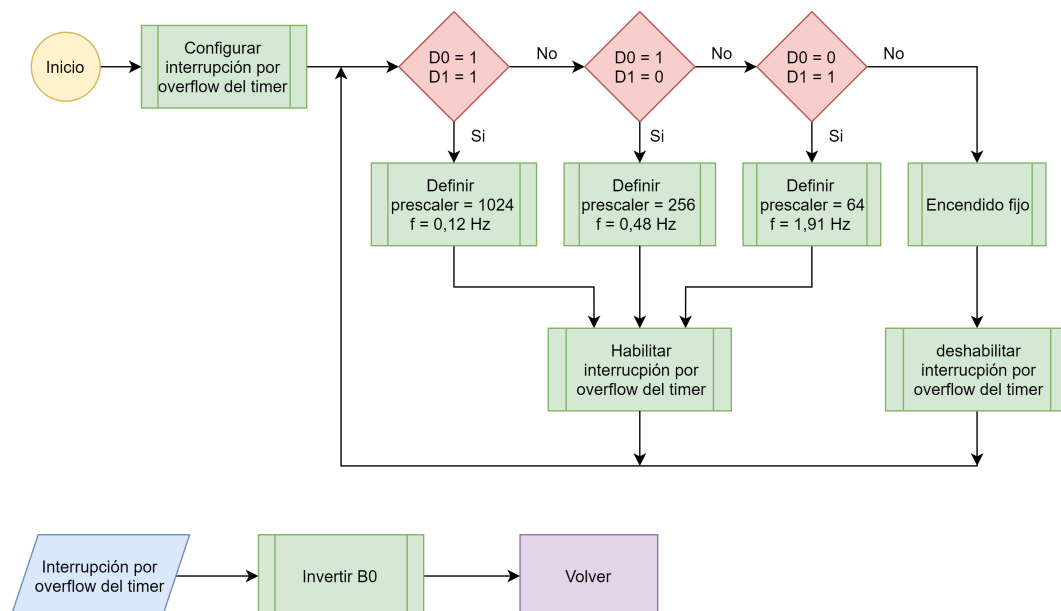 Inicio
Configurar
interrupción por
overflow del timer
D0 = 1
D1 = 1
No
D0 = 1
D1 = 0
No
D0 = 0
D1 = 1
No
Si
Si
Si
Definir
prescaler = 1024
f = 0,12 Hz
Definir
prescaler = 256
f = 0,48 Hz
Definir
prescaler = 64
f = 1,91 Hz
Encendido fijo
Habilitar
interrucpión por
overflow del timer
deshabilitar
interrucpión por
overflow del timer
Interrupción por
overflow del timer
Invertir B0
Volver